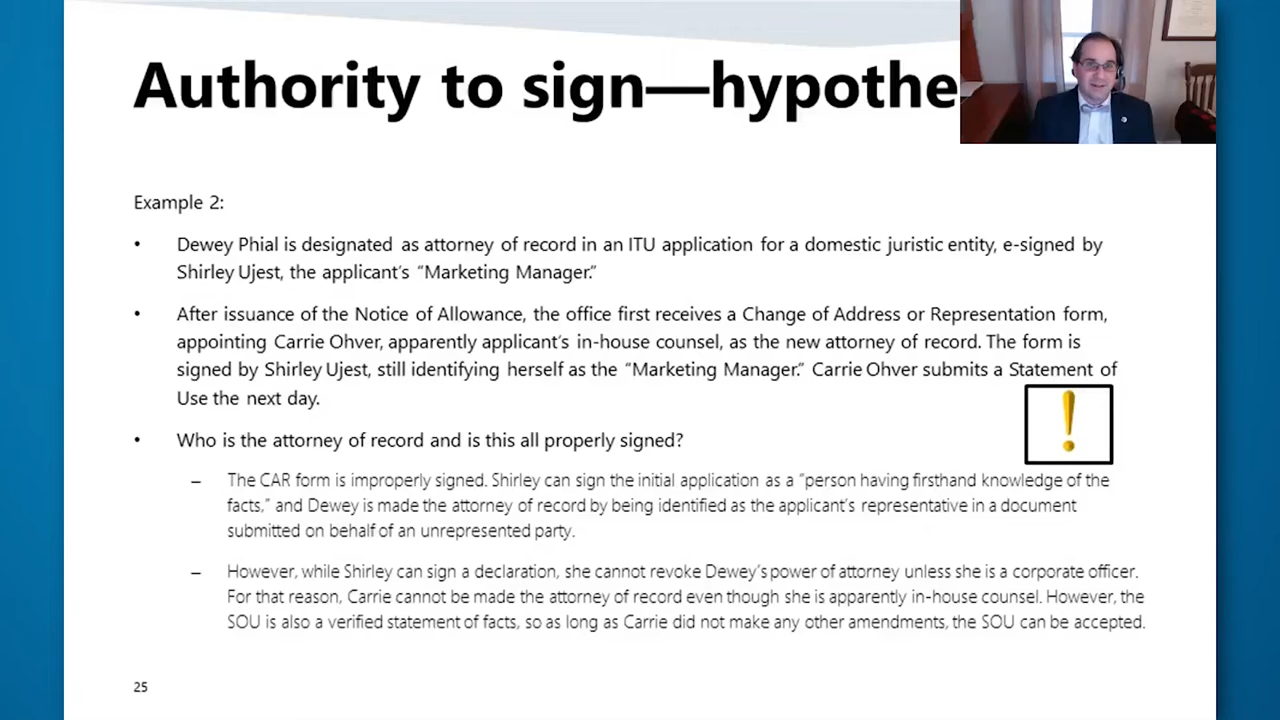 Authority to sign—hypothe
Example 2:
• Dewey Phial is designated as attorney of record in an ITU application for a domestic juristic entity, e-signed by
Shirley Ujest, the applicant’s “Marketing Manager.”
• After issuance of the Notice of Allowance, the office first receives a Change of Address or Representation form,
appointing Carrie Ohver, apparently applicant’s in-house counsel, as the new attorney of record. The form is
signed by Shirley Ujest, still identifying herself as the “Marketing Manager.” Carrie Ohver submits a Statement of
Use the next day.
• Who is the attorney of record and is this all properly signed?
– The CAR form is improperly signed. Shirley can sign the initial application as a “person having firsthand knowledge of the
facts,” and Dewey is made the attorney of record by being identified as the applicant’s representative in a document
submitted on behalf of an unrepresented party.
– However, while Shirley can sign a declaration, she cannot revoke Dewey’s power of attorney unless she is a corporate officer.
For that reason, Carrie cannot be made the attorney of record even though she is apparently in-house counsel. However, the
SOU is also a verified statement of facts, so as long as Carrie did not make any other amendments, the SOU can be accepted.
25